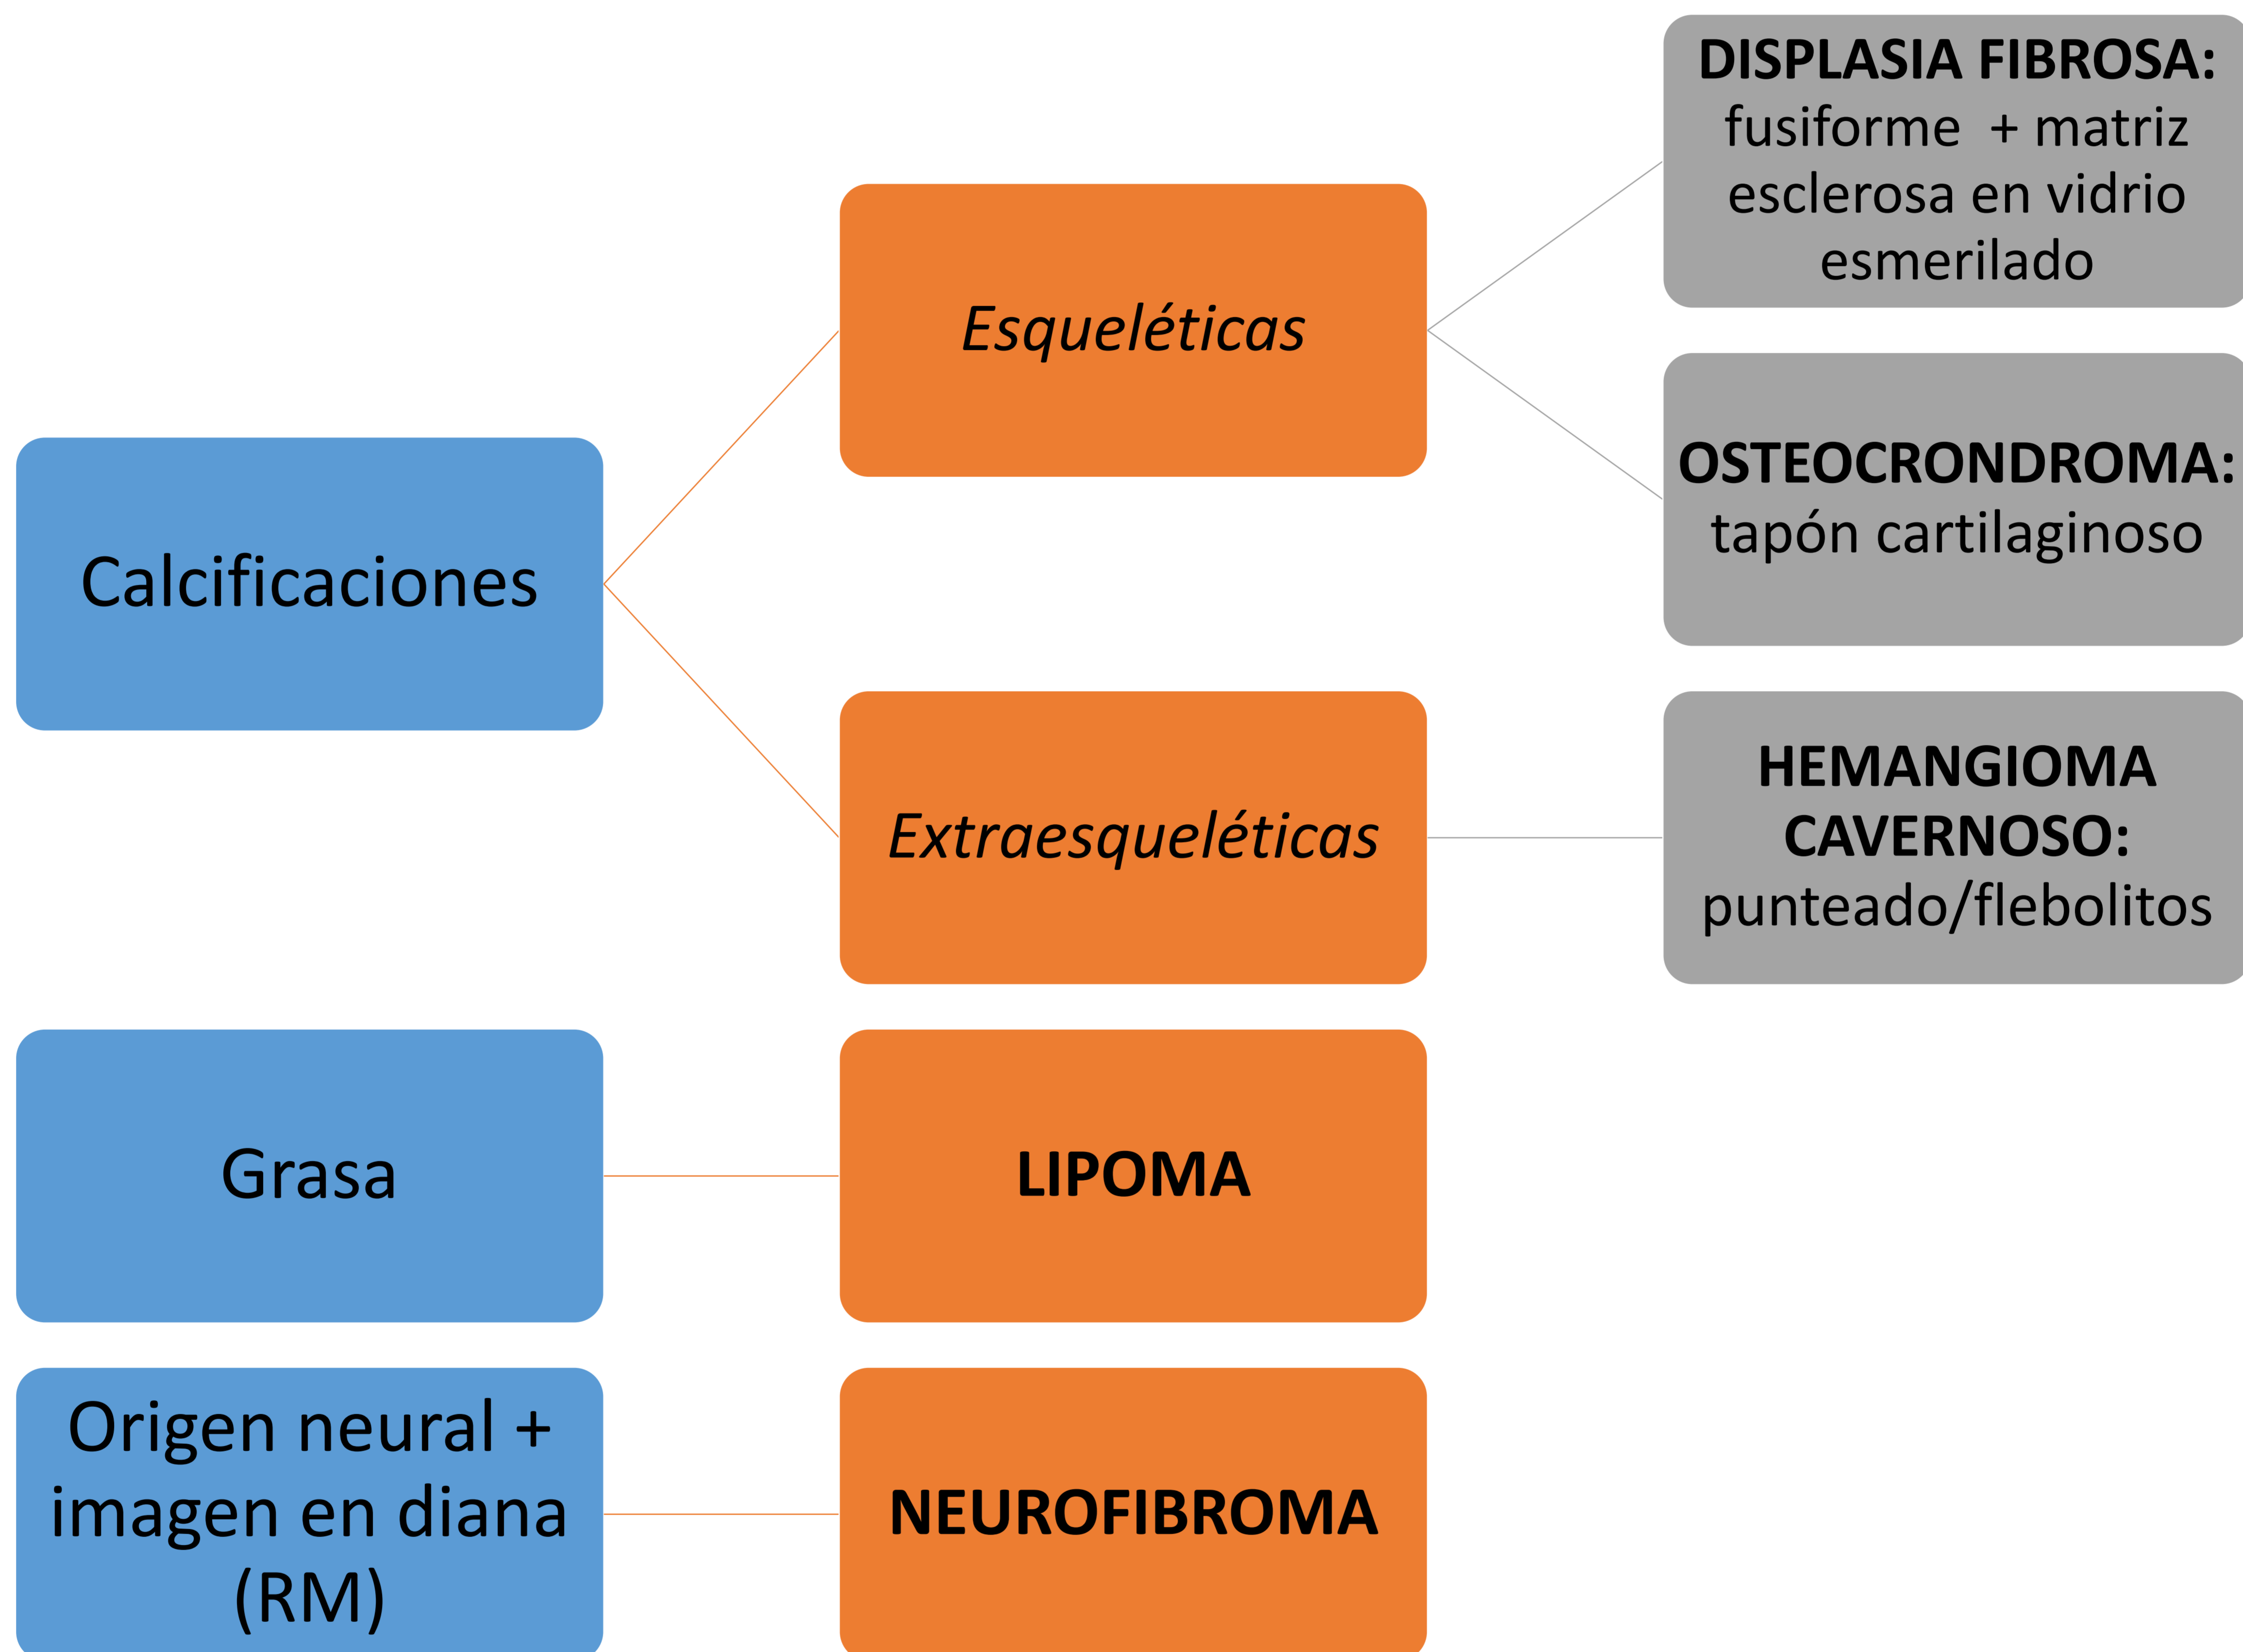 Calcificaciones
Esqueléticas
DISPLASIA FIBROSA:
fusiforme + matriz
esclerosa en vidrio
esmerilado
OSTEOCRONDROMA:
tapón cartilaginoso
Extraesqueléticas
HEMANGIOMA
CAVERNOSO:
punteado/flebolitos
Grasa
LIPOMA
Origen neural +
imagen en diana
(RM)
NEUROFIBROMA